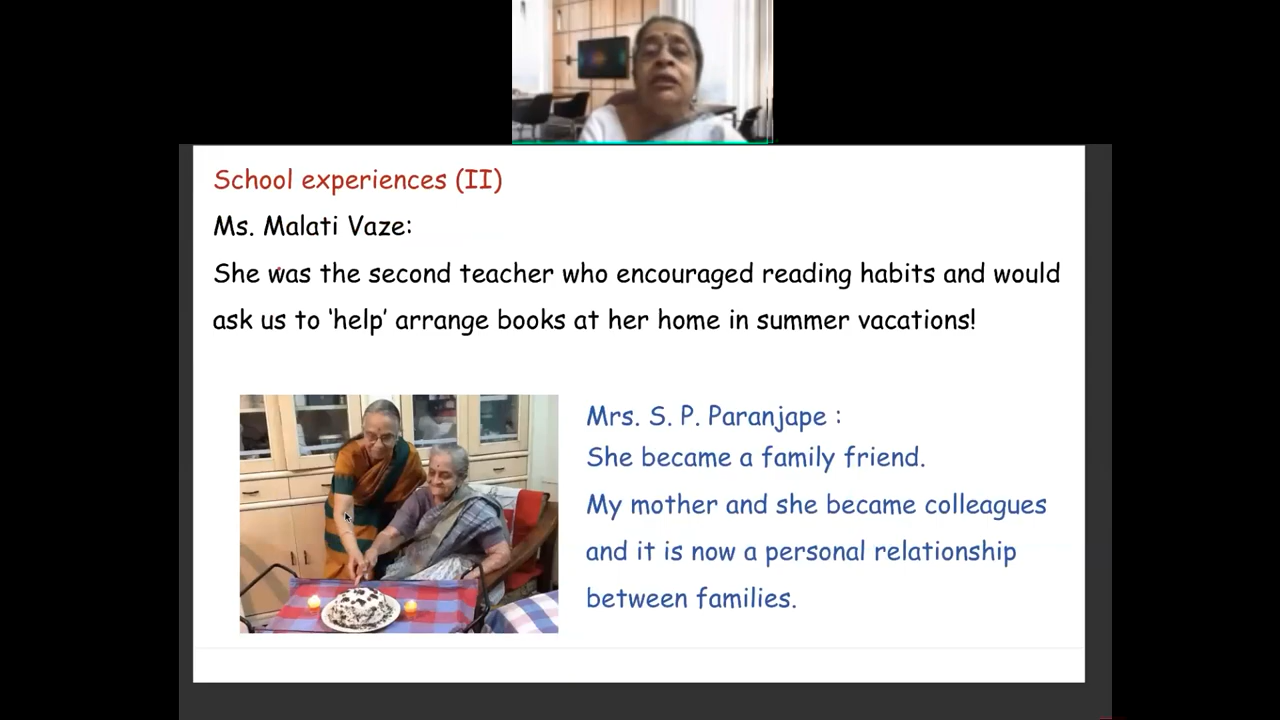 School experiences (II)
Ms. Malati Vaze:
She was the second teacher who encouraged reading habits and would
ask us to ‘help’ arrange books at her home in summer vacations!
Mrs. S. P. Paranjape :
She became a family friend.
My mother and she became colleagues
and it is now a personal relationship
between families.